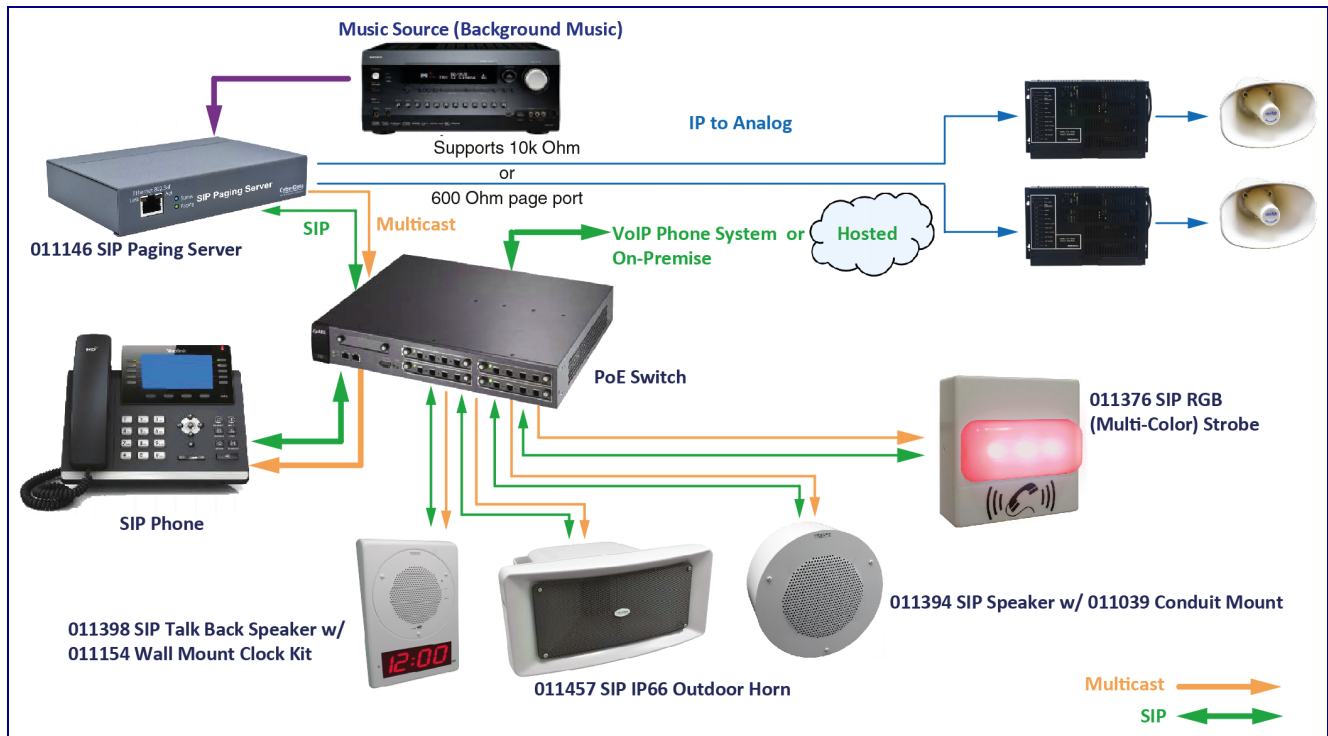 Music Source (Background Music)
IP to Analog
Supports 10k Ohm
or
600 Ohm page port
SIP Paging Server
CyberData
011146 SIP Paging Server
SIP
Multicast
VoIP Phone System or
On-Premise
Hosted
PoE Switch
Yealink
SIP Phone
011376 SIP RGB
(Multi-Color) Strobe
011394 SIP Speaker w/ 011039 Conduit Mount
12:00
011398 SIP Talk Back Speaker w/
011154 Wall Mount Clock Kit
011457 SIP IP66 Outdoor Horn
Multicast
SIP